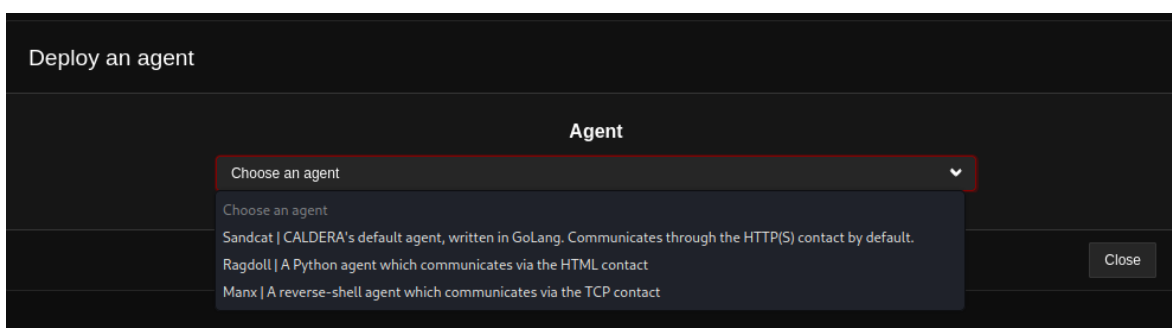 Deploy an agent
Agent
Choose an agent
Choose an agent
Sandcat | CALDERA's default agent, written in GoLang. Communicates through the HTTP(S) contact by default.
Ragdoll | A Python agent which communicates via the HTML contact
Manx | A reverse-shell agent which communicates via the TCP contact
Close